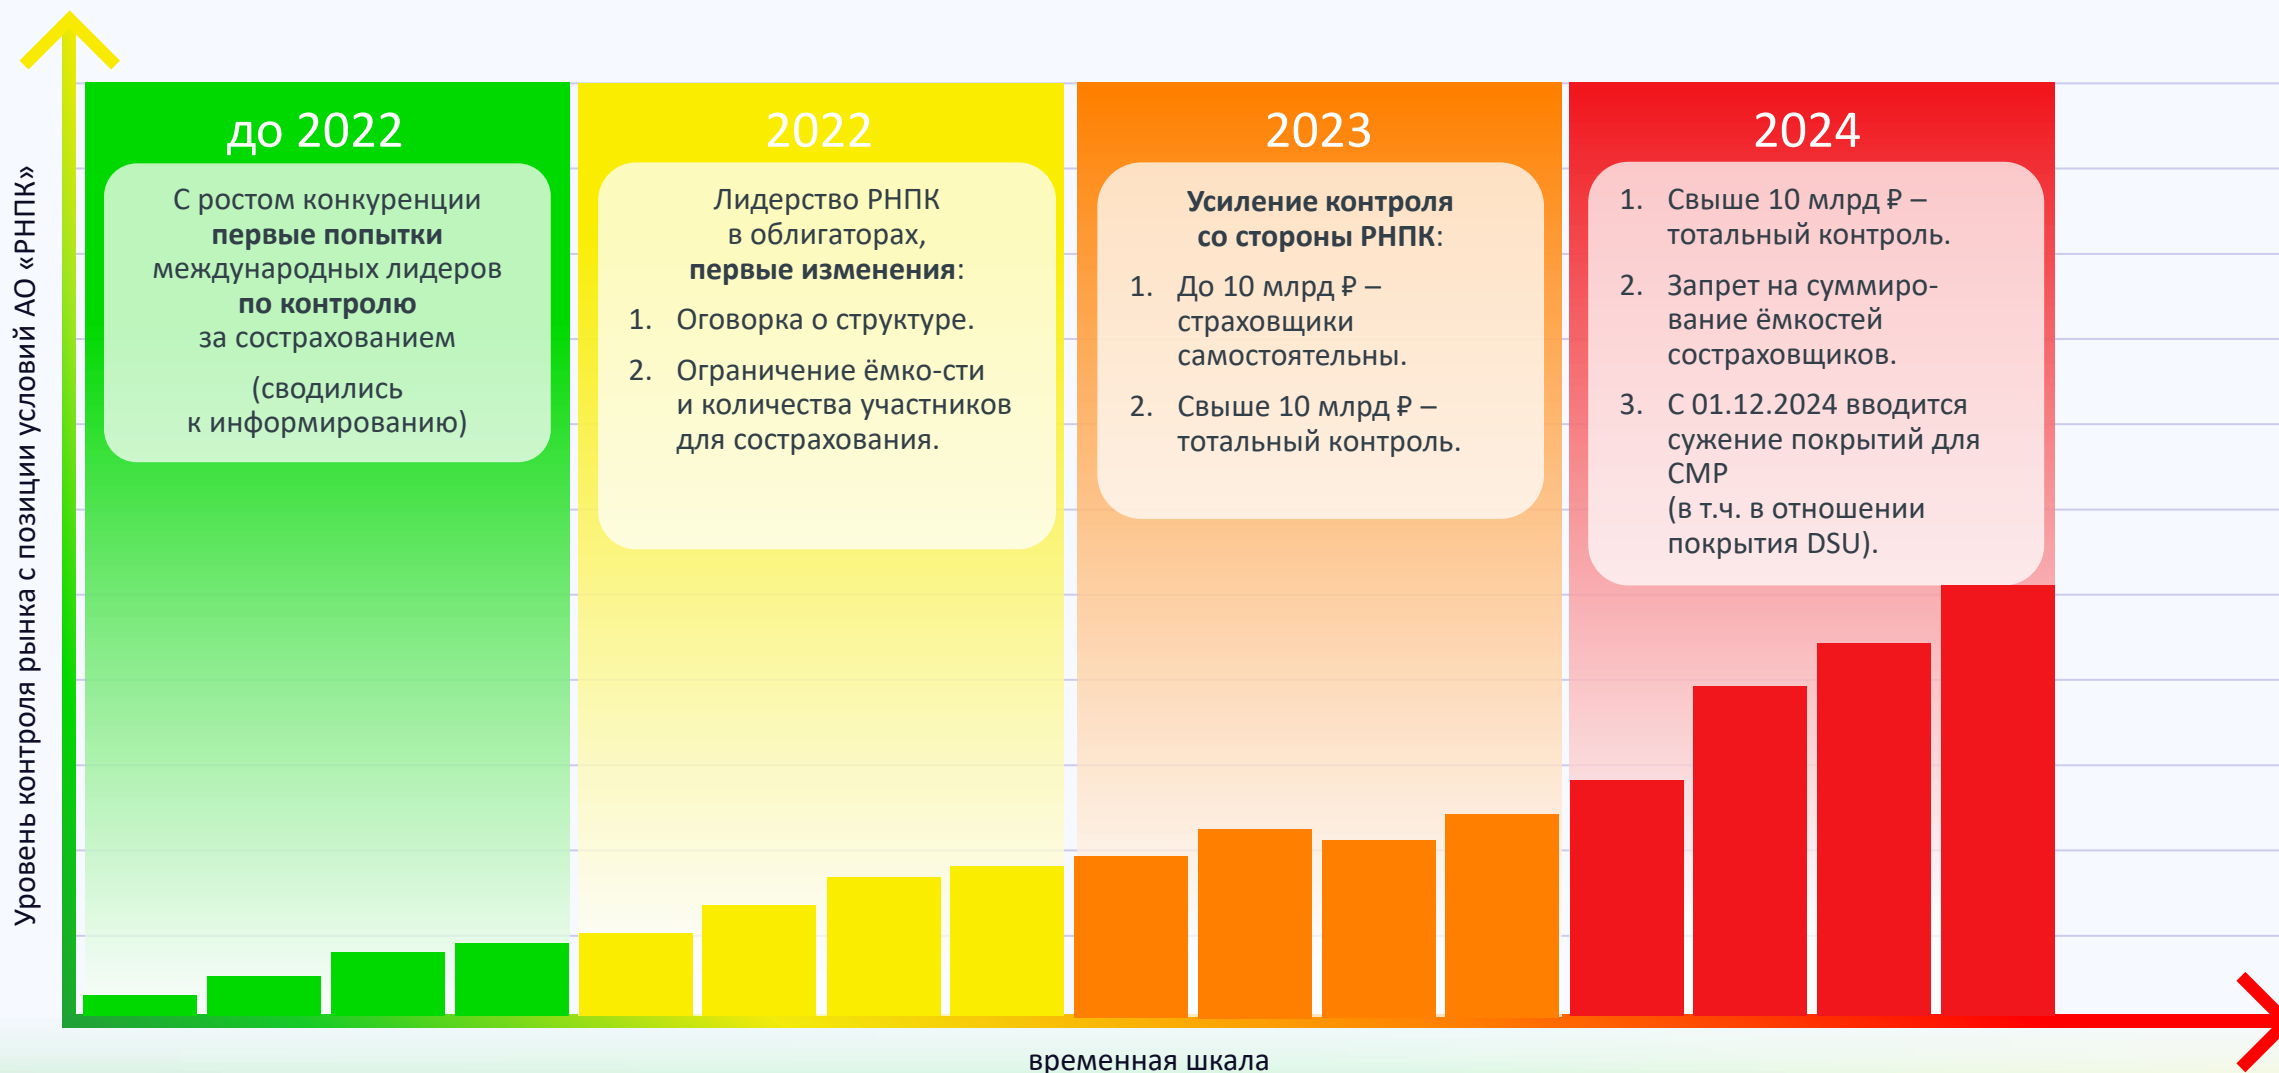 Уровень контроля рынка с позиции условий АО «РНПК»
до 2022
С ростом конкуренции
первые попытки
международных лидеров
по контролю
за сострахованием
(сводились
к информированию)
2022
Лидерство РНПК
в облигаторах,
первые изменения:
1. Оговорка о структуре.
2. Ограничение ёмко-сти
и количества участников
для сострахования.
2023
Усиление контроля
со стороны РНПК:
1. До 10 млрд ₽ –
страховщики
самостоятельны.
2. Свыше 10 млрд ₽ –
тотальный контроль.
2024
1. Свыше 10 млрд ₽ –
тотальный контроль.
2. Запрет на суммиро-
вание ёмкостей
состраховщиков.
3. С 01.12.2024 вводится
сужение покрытий для
СМР
(в т.ч. в отношении
покрытия DSU).
временная шкала